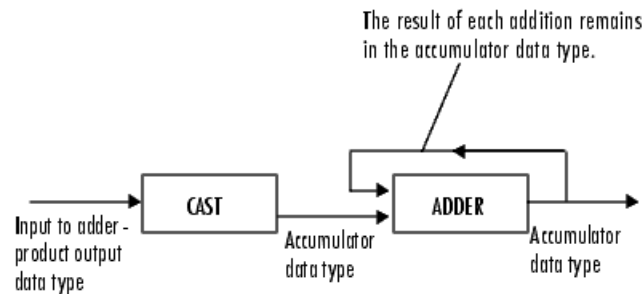 The result of each addition remains
in the accumulator data type.
CAST
ADDER
Input to adder -
product output
data type
Accumulator
data type
Accumulator
data type